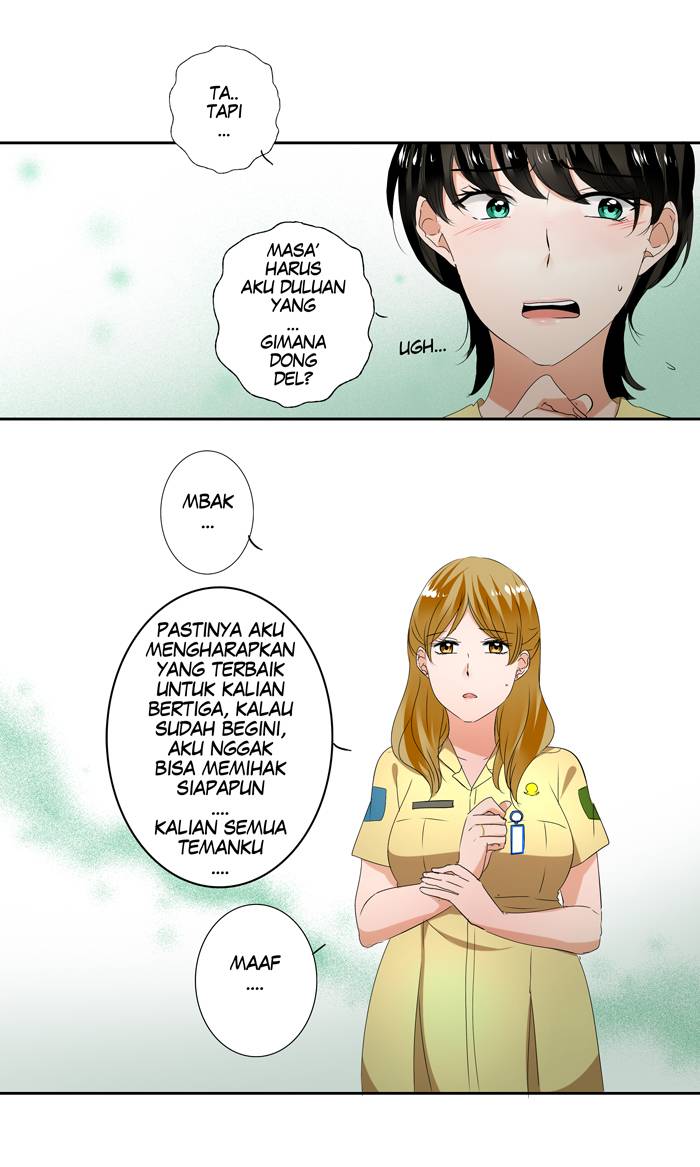 TA..
TAPI
...
MASA'
HARUS
AKU DULUAN
YANG
...
GIMANA
DONG
DEL?
UGH...
MBAK
...
PASTINYA AKU
MENGHARAPKAN
YANG TERBAIK
UNTUK KALIAN
BERTIGA, KALAU
SUDAH BEGINI,
AKU NGGAK
BISA MEMIHAK
SIAPAPUN
....
KALIAN SEMUA
TEMANKU
....
MAAF
....